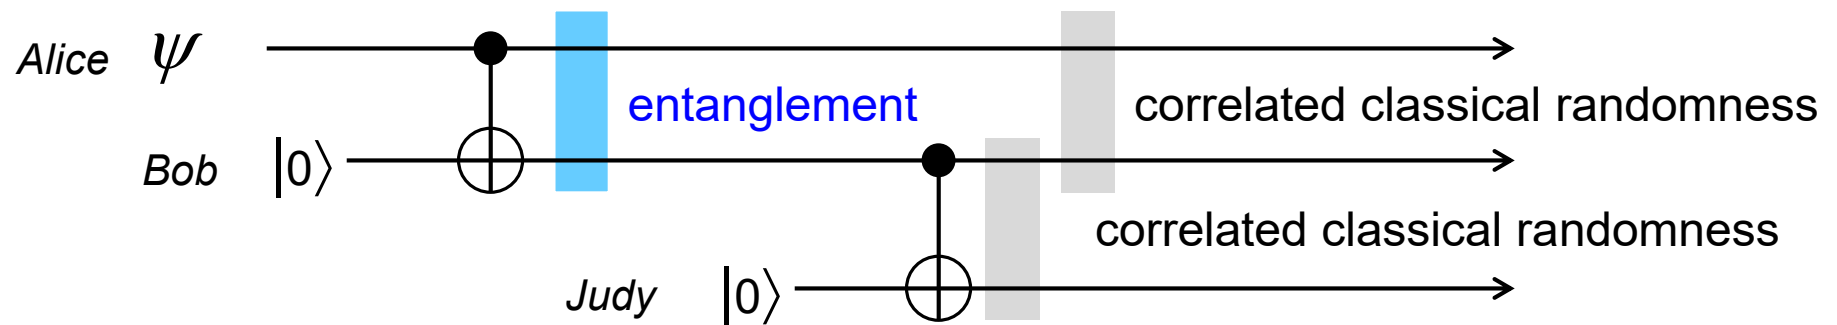 Alice ψ
entanglement
correlated classical randomness
Bob |0⟩
correlated classical randomness
Judy |0⟩